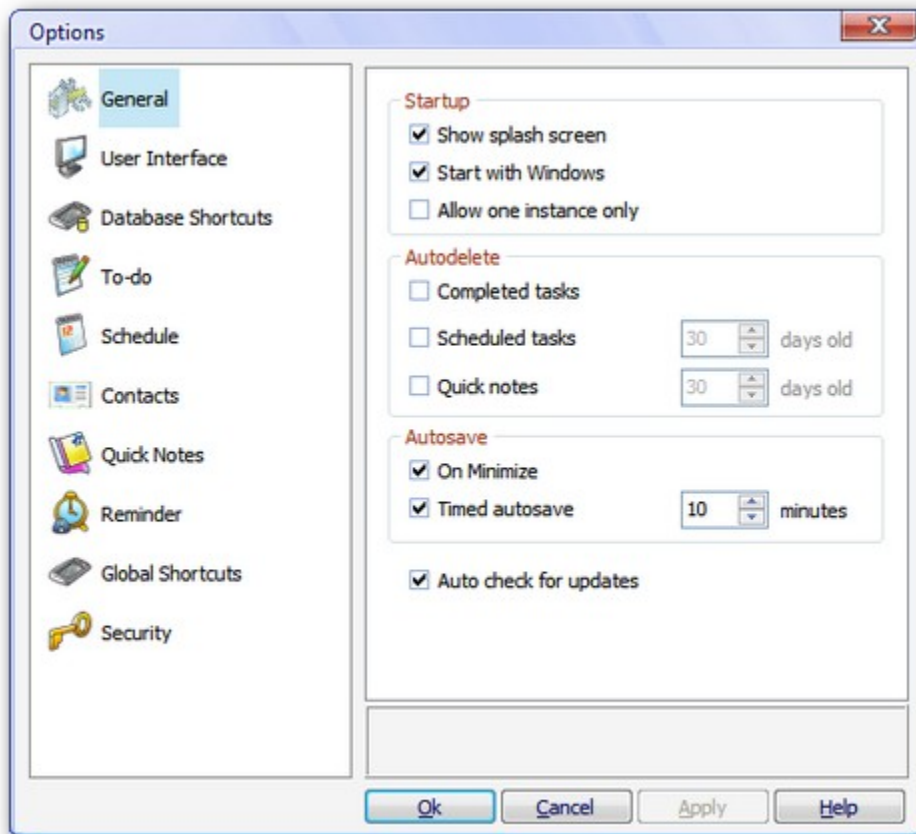 Options
General
User Interface
Database Shortcuts
To-do
Schedule
12
Contacts
Quick Notes
Reminder
Global Shortcuts
Security
Startup
Show splash screen
Start with Windows
Allow one instance only
Autodelete
Completed tasks
Scheduled tasks 30 days old
Quick notes 30 days old
Autosave
On Minimize
Timed autosave 10 minutes
Auto check for updates
Ok Cancel Apply Help